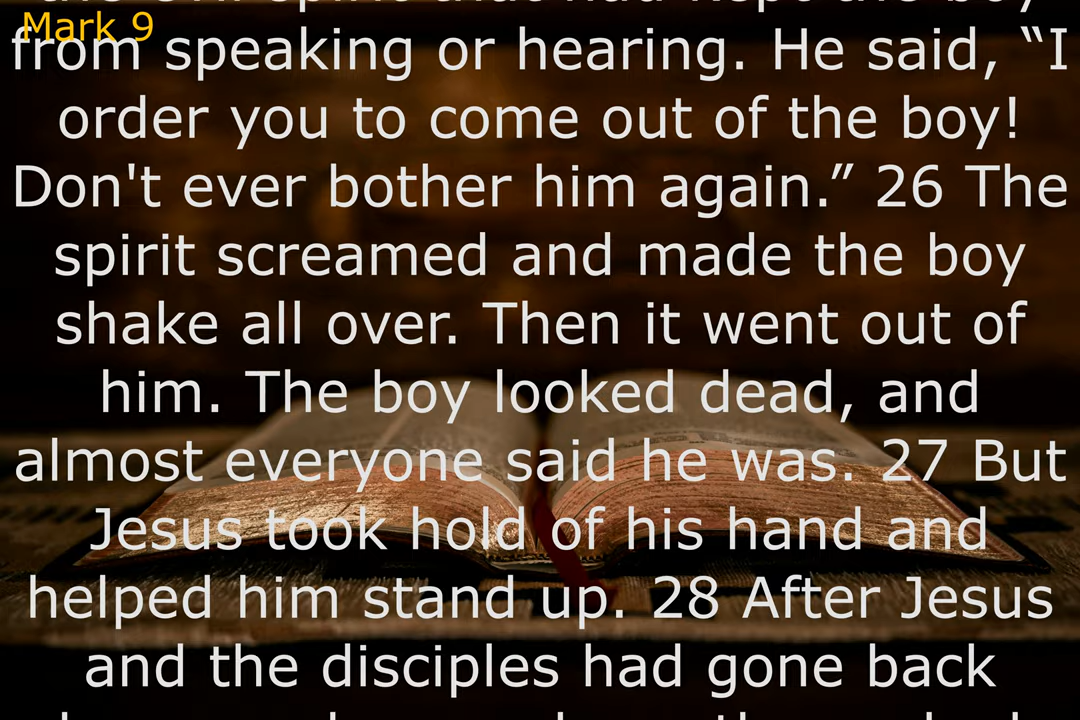 Mark 9
from speaking or hearing. He said, “I
order you to come out of the boy!
Don't ever bother him again.” 26 The
spirit screamed and made the boy
shake all over. Then it went out of
him. The boy looked dead, and
almost everyone said he was. 27 But
Jesus took hold of his hand and
helped him stand up. 28 After Jesus
and the disciples had gone back